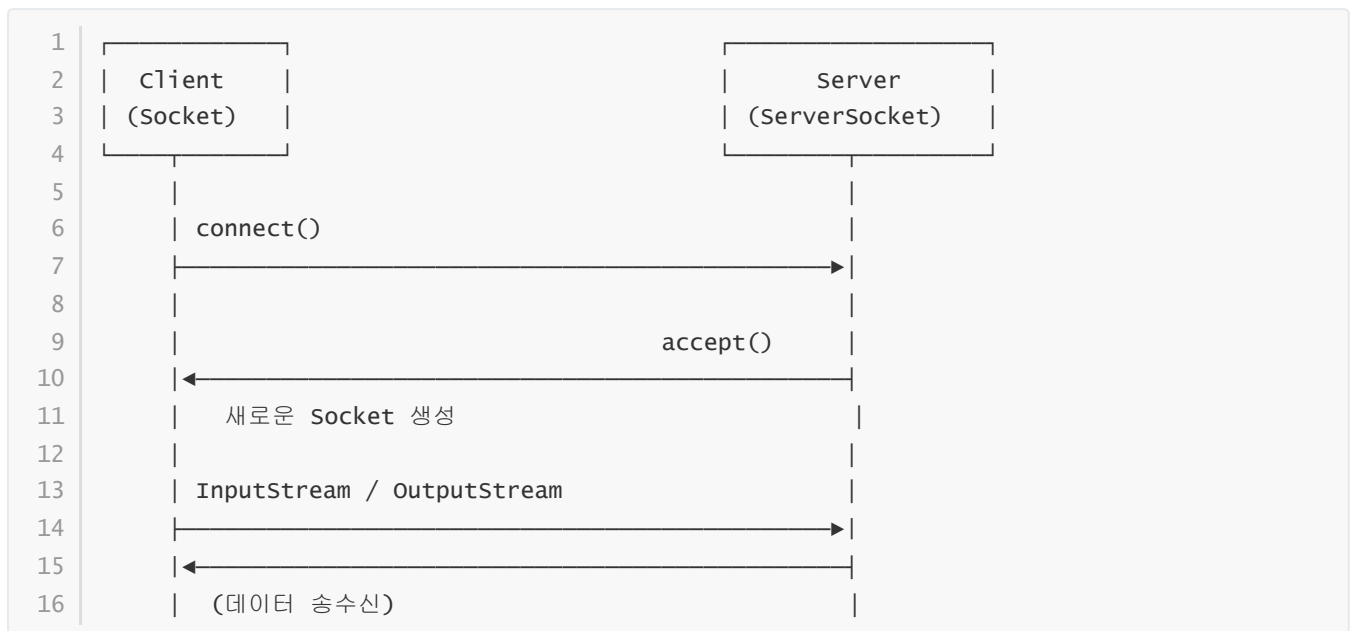 1
2 Client Server
3 (Socket) (ServerSocket)
4
5
6 connect()
7
8
9 accept()
10
11 새로운 Socket 생성
12
13 InputStream / OutputStream
14
15
16 (데이터 송수신)